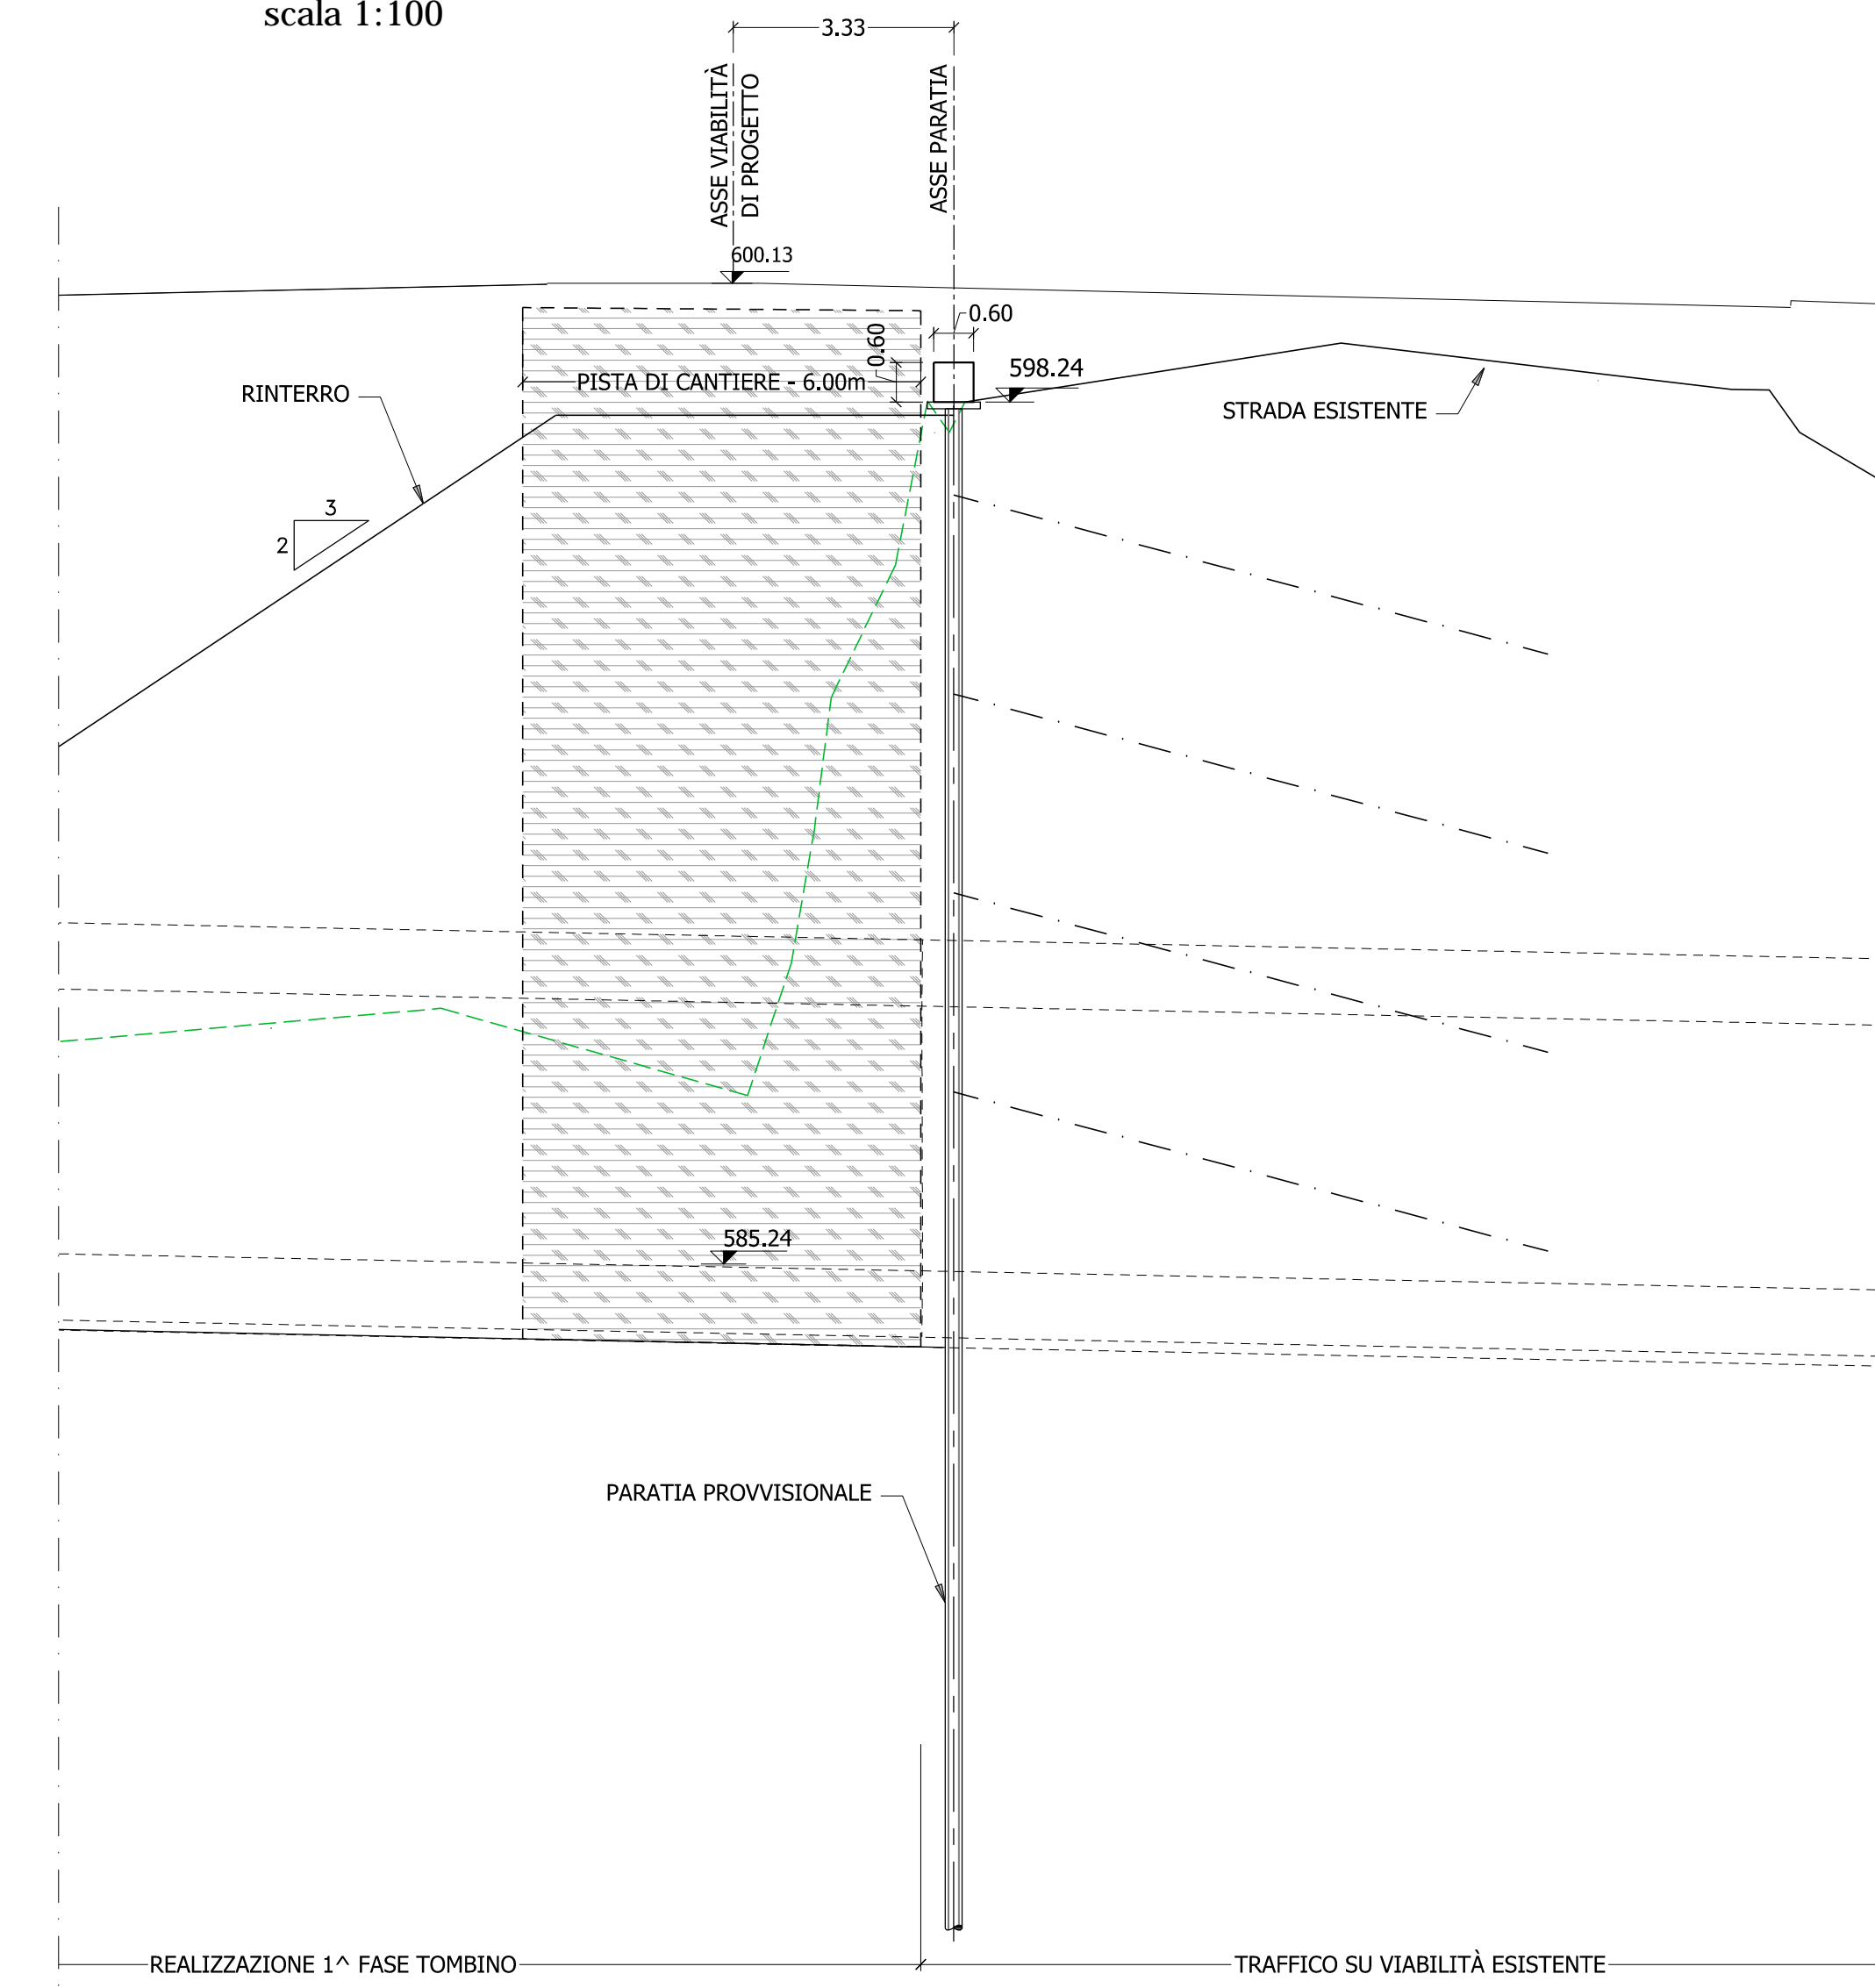 scala 1:100
3.33
ASSE VIABILITÀ
DI PROGETTO
ASSE PARATIA
600.13
0.60
0.60
598.24
PISTA DI CANTIERE - 6.00m
RINTERRO
STRADA ESISTENTE
3
2
585.24
PARATIA PROVVISIONALE
REALIZZAZIONE 1^ FASE TOMBINO
TRAFFICO SU VIABILITÀ ESISTENTE